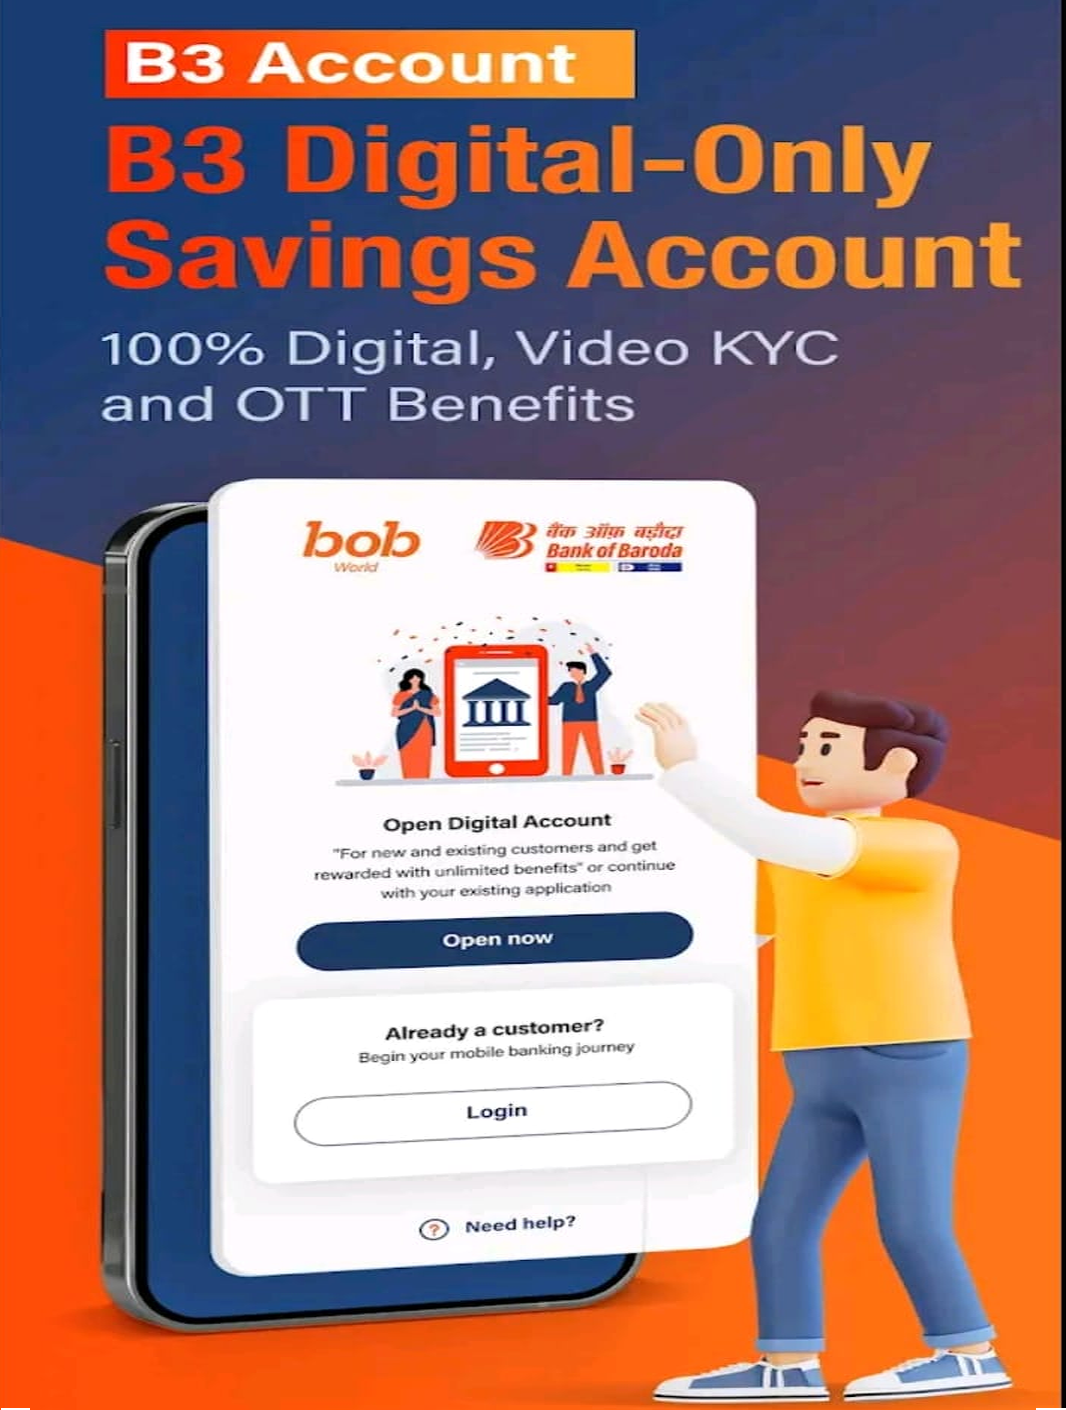 B3 Account
B3 Digital-Only
Savings Account
100% Digital, Video KYC
and OTT Benefits
bob
World
बैंक ऑफ़ बड़ौदा
Bank of Baroda
Open Digital Account
"For new and existing customers and get
rewarded with unlimited benefits" or continue
with your existing application
Open now
Already a customer?
Begin your mobile banking journey
Login
? Need help?